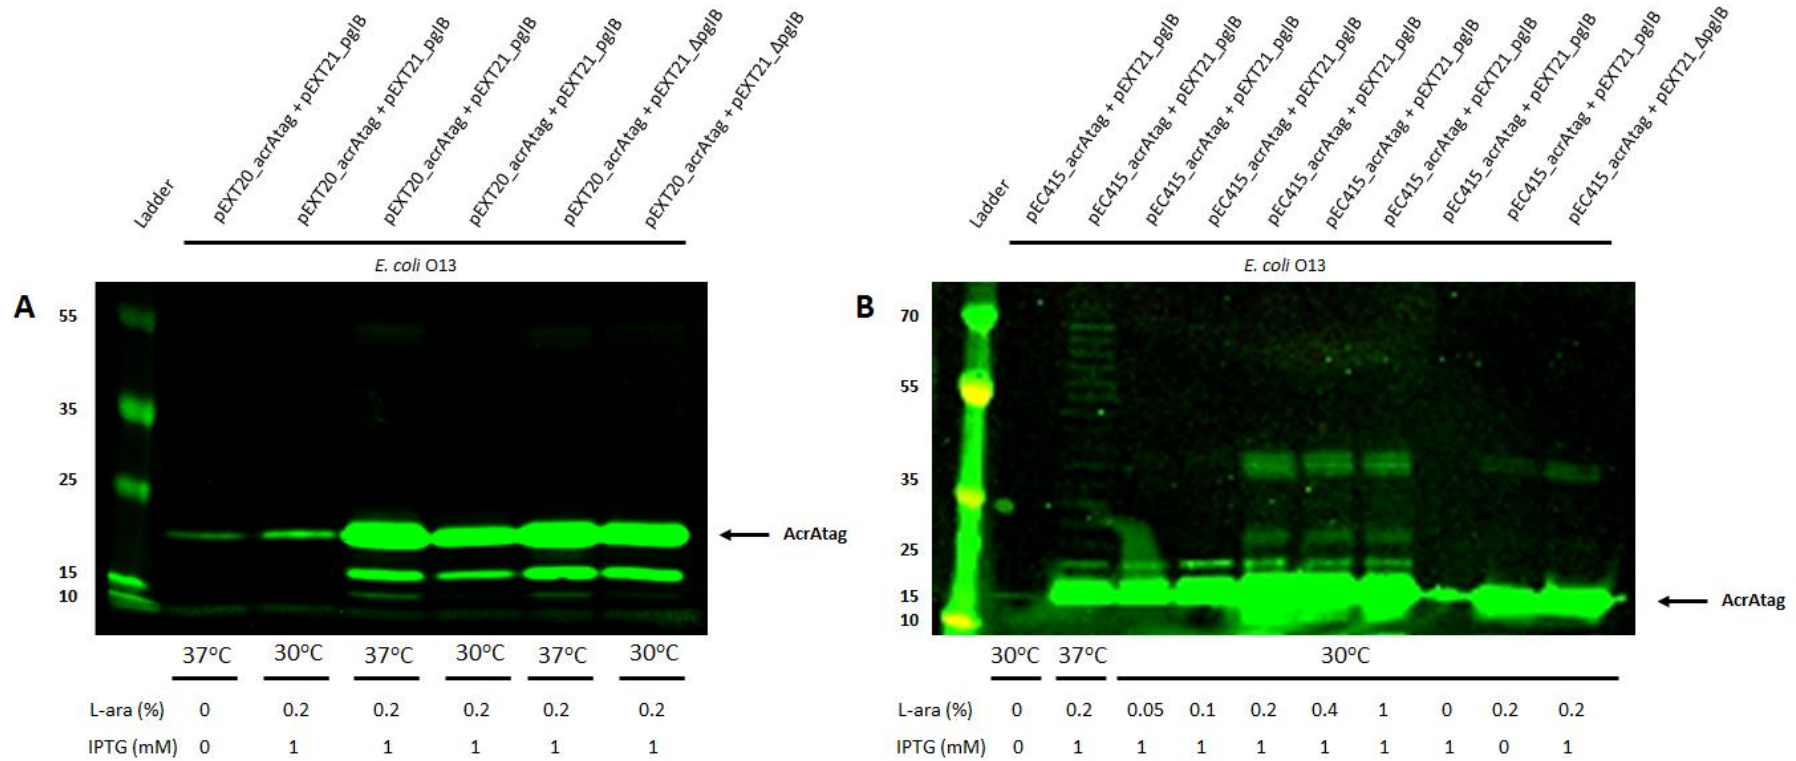 Ladder
pEXT20_acrAtag + pEXT21_pglB
pEXT20_acrAtag + pEXT21_pglB
pEXT20_acrAtag + pEXT21_pglB
pEXT20_acrAtag + pEXT21_pglB
pEXT20_acrAtag + pEXT21_ΔpglB
pEXT20_acrAtag + pEXT21_ΔpglB
E. coli O13
A
55
35
25
15
10
AcrAtag
37°C 30°C 37°C 30°C 37°C 30°C
L-ara (%) 0 0.2 0.2 0.2 0.2 0.2
IPTG (mM) 0 1 1 1 1 1
Ladder
pEC415_acrAtag + pEXT21_pglB
pEC415_acrAtag + pEXT21_pglB
pEC415_acrAtag + pEXT21_pglB
pEC415_acrAtag + pEXT21_pglB
pEC415_acrAtag + pEXT21_pglB
pEC415_acrAtag + pEXT21_pglB
pEC415_acrAtag + pEXT21_pglB
pEC415_acrAtag + pEXT21_pglB
pEC415_acrAtag + pEXT21_pglB
pEC415_acrAtag + pEXT21_ΔpglB
E. coli O13
B
70
55
35
25
15
10
AcrAtag
30°C 37°C 30°C
L-ara (%) 0 0.2 0.05 0.1 0.2 0.4 1 0 0.2 0.2
IPTG (mM) 0 1 1 1 1 1 1 1 0 1